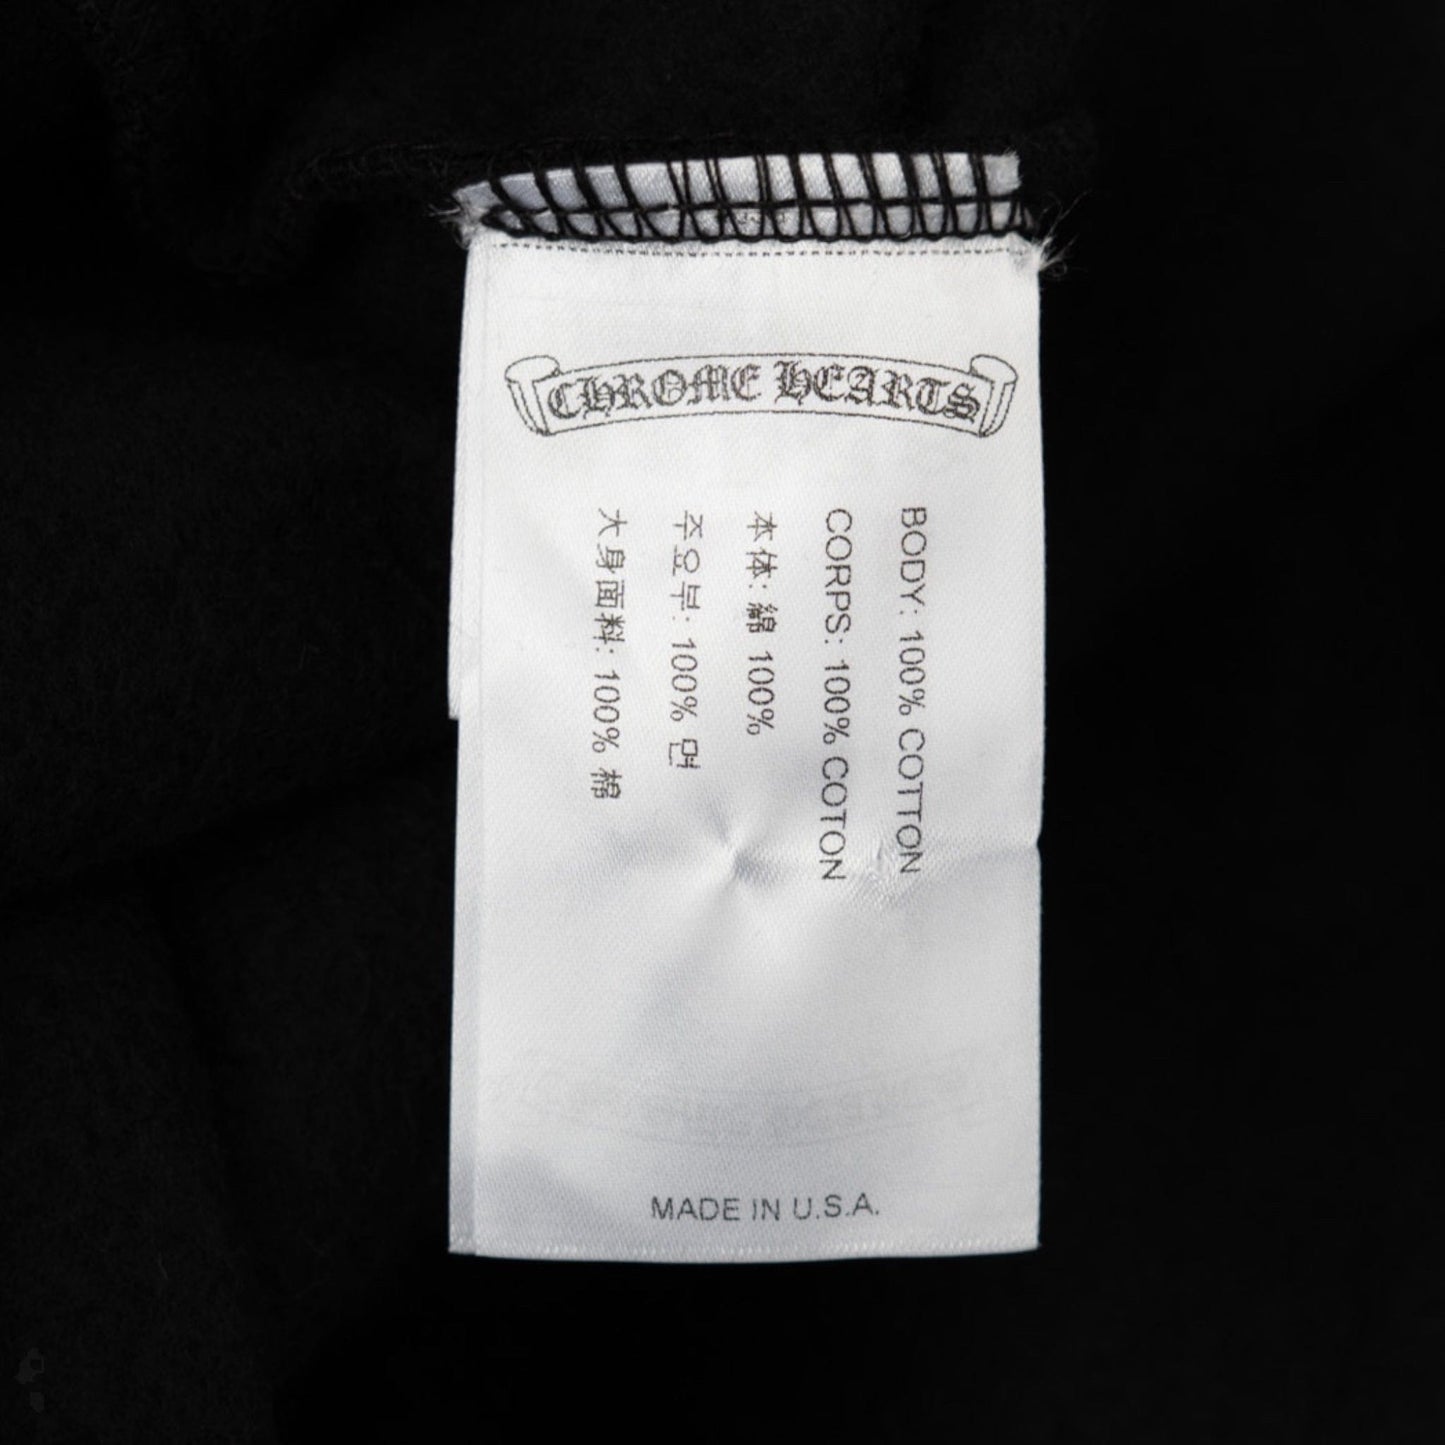 CHROME HEARTS
BODY: 100% COTTON
CORPS: 100% COTON
本体: 綿 100%
주요부: 100% 면
大身面料: 100% 棉
MADE IN U.S.A.